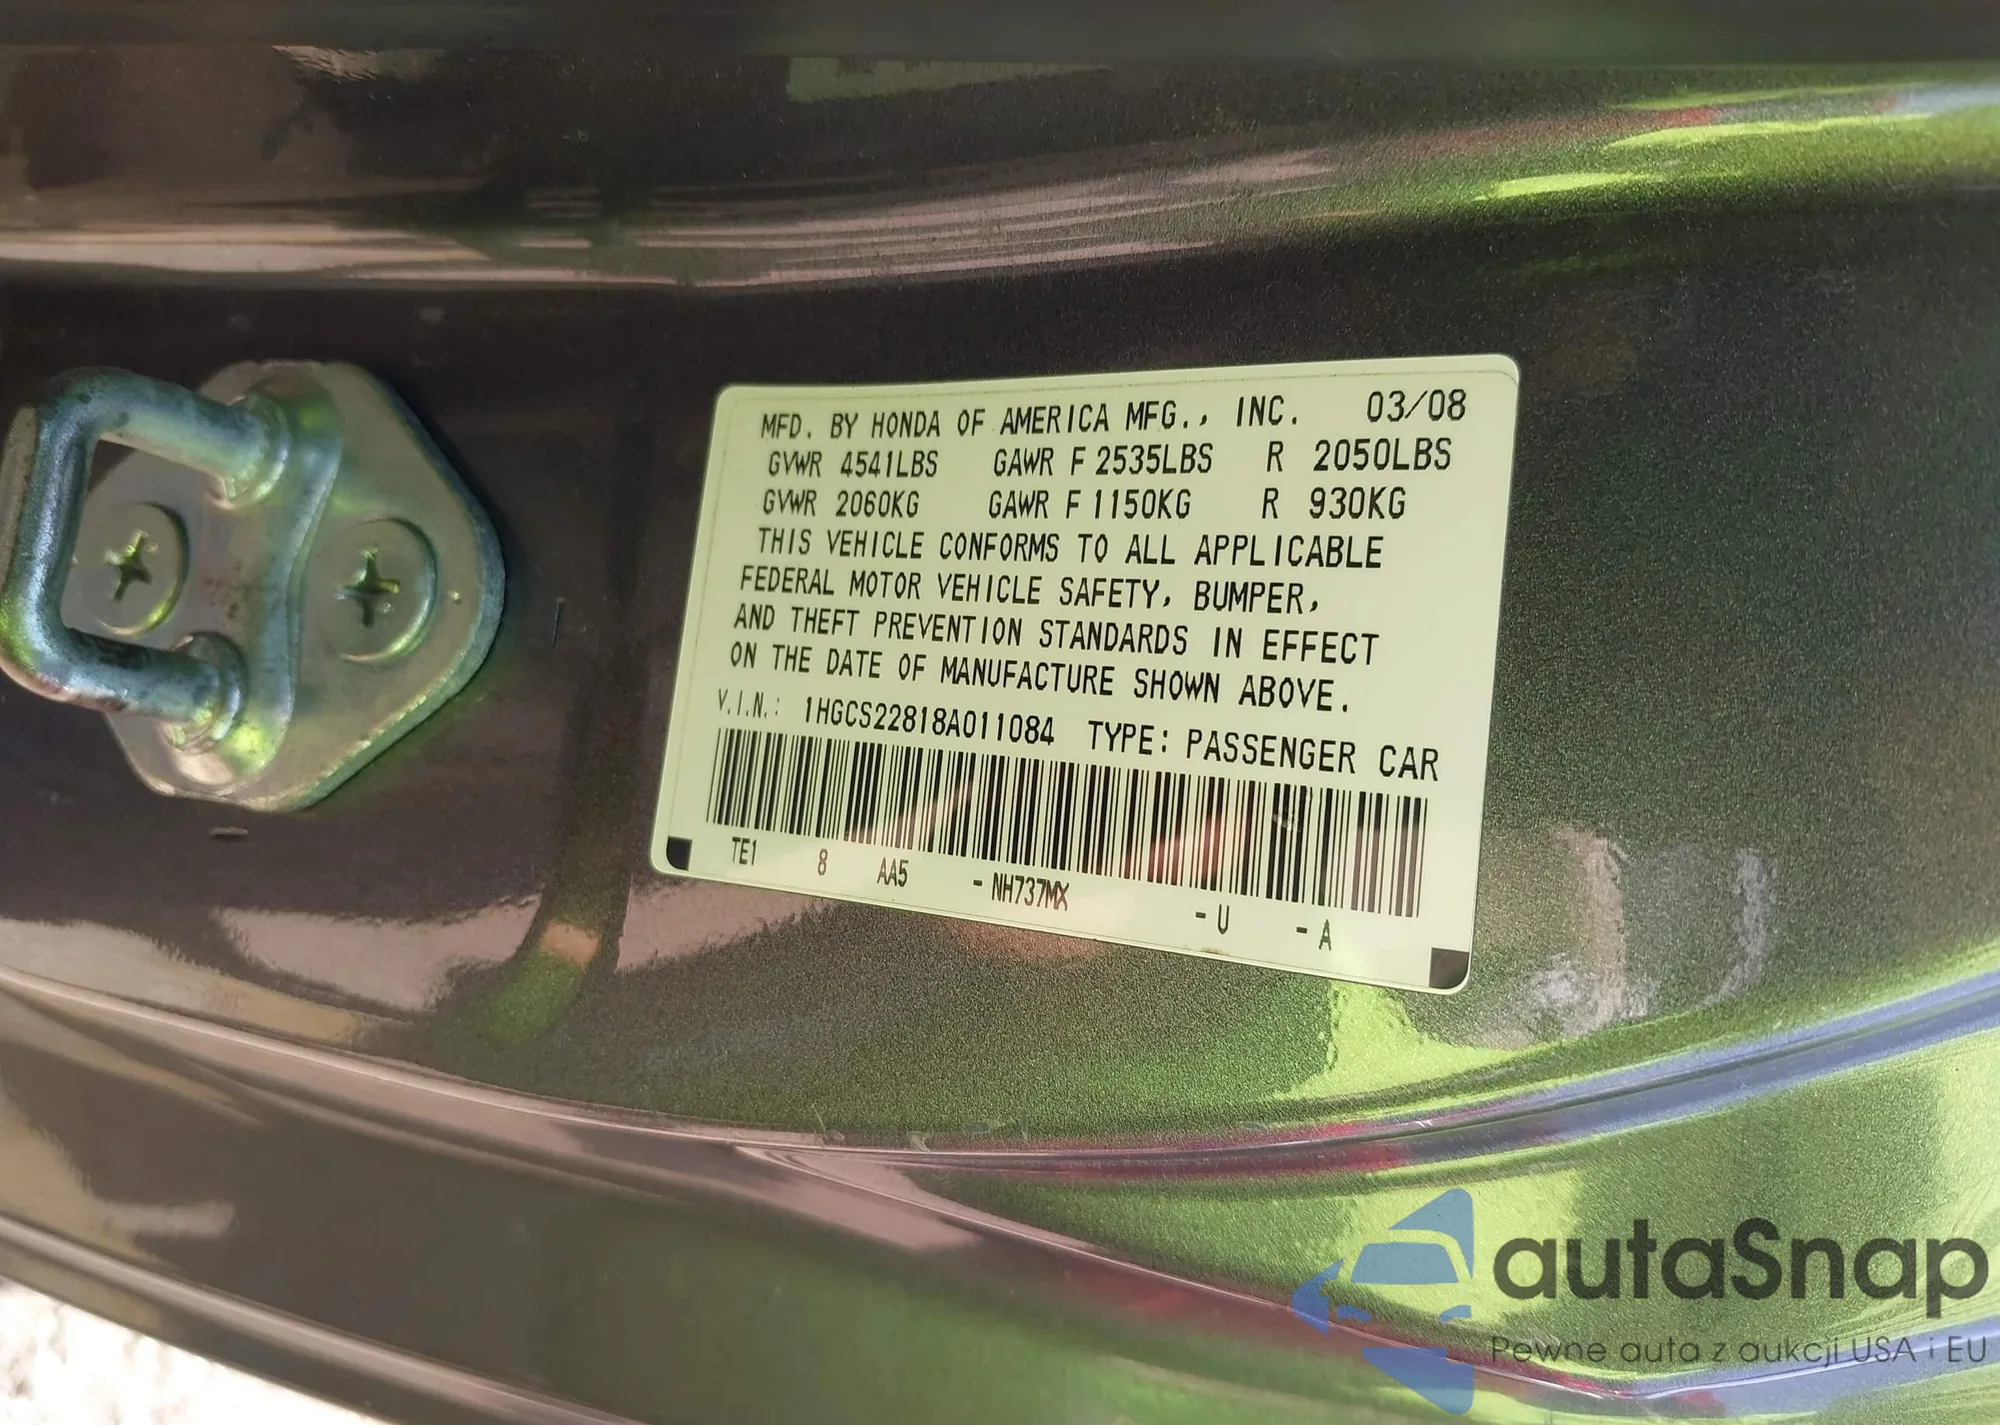 MFD. BY HONDA OF AMERICA MFG., INC. 03/08
GVWR 4541LBS GAWR F 2535LBS R 2050LBS
GVWR 2060KG GAWR F 1150KG R 930KG
THIS VEHICLE CONFORMS TO ALL APPLICABLE
FEDERAL MOTOR VEHICLE SAFETY, BUMPER,
AND THEFT PREVENTION STANDARDS IN EFFECT
ON THE DATE OF MANUFACTURE SHOWN ABOVE.
V.I.N.: 1HGCS22818A011084 TYPE: PASSENGER CAR
TE1 8 AA5 - NH737MX - U - A
autaSnap
Pewne auta z aukcji USA i EU